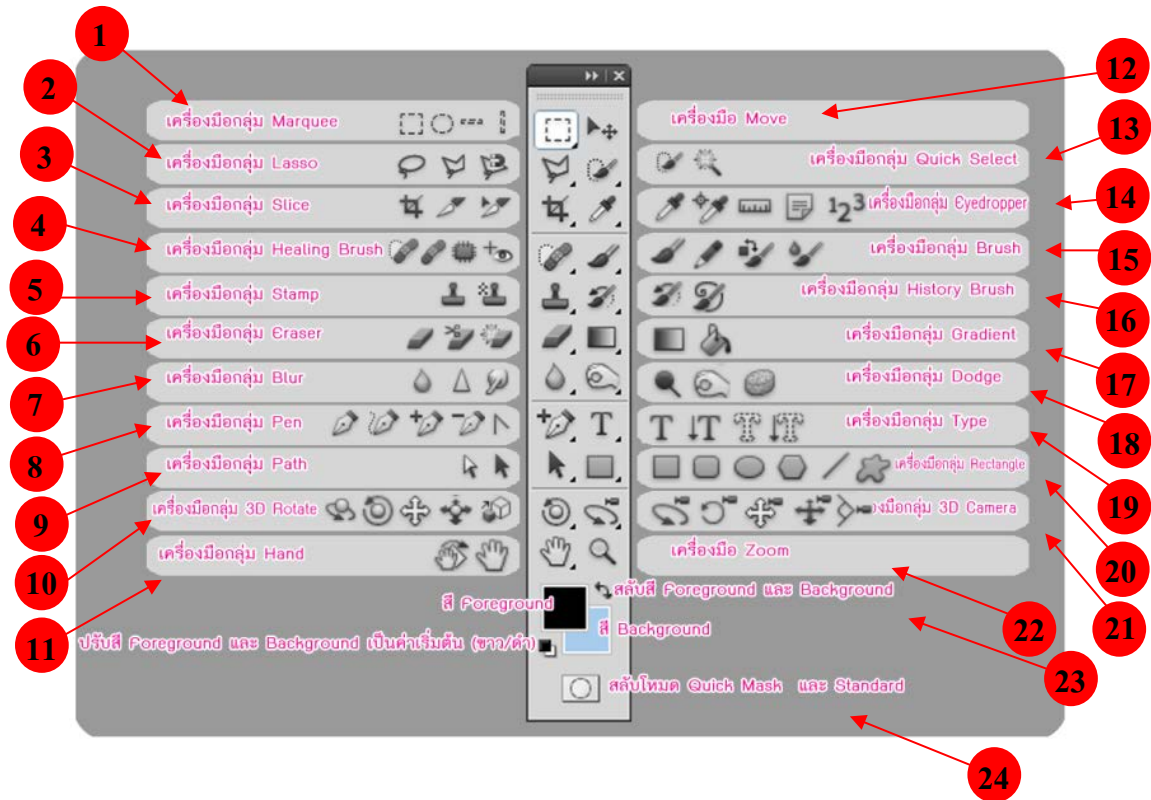 1
เครื่องมือกลุ่ม Marquee
2
เครื่องมือกลุ่ม Lasso
3
เครื่องมือกลุ่ม Slice
4
เครื่องมือกลุ่ม Healing Brush
5
เครื่องมือกลุ่ม Stamp
6
เครื่องมือกลุ่ม Eraser
7
เครื่องมือกลุ่ม Blur
8
เครื่องมือกลุ่ม Pen
9
เครื่องมือกลุ่ม Path
10
เครื่องมือกลุ่ม 3D Rotate
11
เครื่องมือกลุ่ม Hand
12
เครื่องมือ Move
13
เครื่องมือกลุ่ม Quick Select
14
เครื่องมือกลุ่ม Eyedropper
15
เครื่องมือกลุ่ม Brush
16
เครื่องมือกลุ่ม History Brush
17
เครื่องมือกลุ่ม Gradient
18
เครื่องมือกลุ่ม Dodge
19
เครื่องมือกลุ่ม Type
20
เครื่องมือกลุ่ม Rectangle
21
องมือกลุ่ม 3D Camera
22
เครื่องมือ Zoom
23
สลับสี Foreground และ Background
สี Foreground
สี Background
ปรับสี Foreground และ Background เป็นค่าเริ่มต้น (ขาว/ดำ)
24
สลับโหมด Quick Mask และ Standard